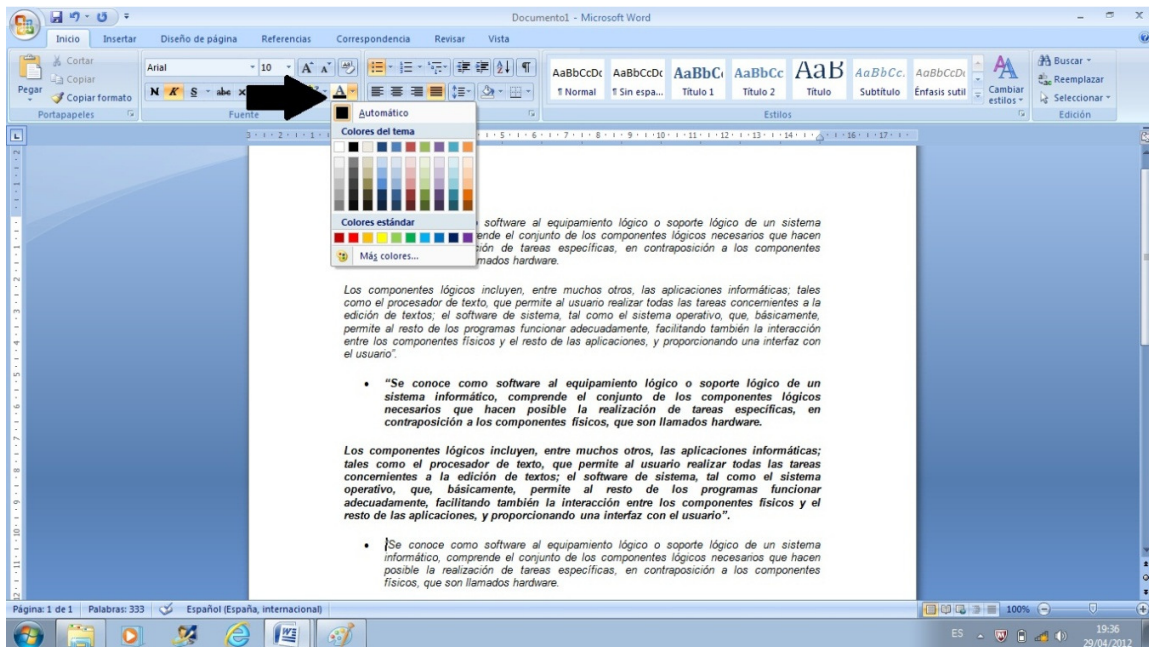 Documento1 - Microsoft Word
Inicio Insertar Diseño de página Referencias Correspondencia Revisar Vista
Pegar
Cortar
Copiar
Copiar formato
Portapapeles
Arial 10
N K S abc x
Fuente
AaBbCcDc AaBbCcDc AaBbC AaBbCc AaB AaBbCc. AaBbCcDc
¶ Normal ¶ Sin espa... Título 1 Título 2 Título Subtítulo Énfasis sutil
Cambiar estilos
Estilos
Buscar
Reemplazar
Seleccionar
Edición
Automático
Colores del tema
Colores estándar
Más colores...
software al equipamiento lógico o soporte lógico de un sistema
ende el conjunto de los componentes lógicos necesarios que hacen
ión de tareas específicas, en contraposición a los componentes
mados hardware.
Los componentes lógicos incluyen, entre muchos otros, las aplicaciones informáticas; tales
como el procesador de texto, que permite al usuario realizar todas las tareas concernientes a la
edición de textos; el software de sistema, tal como el sistema operativo, que, básicamente,
permite al resto de los programas funcionar adecuadamente, facilitando también la interacción
entre los componentes físicos y el resto de las aplicaciones, y proporcionando una interfaz con
el usuario”.
• “Se conoce como software al equipamiento lógico o soporte lógico de un
sistema informático, comprende el conjunto de los componentes lógicos
necesarios que hacen posible la realización de tareas específicas, en
contraposición a los componentes físicos, que son llamados hardware.
Los componentes lógicos incluyen, entre muchos otros, las aplicaciones informáticas;
tales como el procesador de texto, que permite al usuario realizar todas las tareas
concernientes a la edición de textos; el software de sistema, tal como el sistema
operativo, que, básicamente, permite al resto de los programas funcionar
adecuadamente, facilitando también la interacción entre los componentes físicos y el
resto de las aplicaciones, y proporcionando una interfaz con el usuario”.
• Se conoce como software al equipamiento lógico o soporte lógico de un sistema
informático, comprende el conjunto de los componentes lógicos necesarios que hacen
posible la realización de tareas específicas, en contraposición a los componentes
físicos, que son llamados hardware.
Página: 1 de 1 Palabras: 333 Español (España, internacional) 100%
ES 19:36
29/04/2012